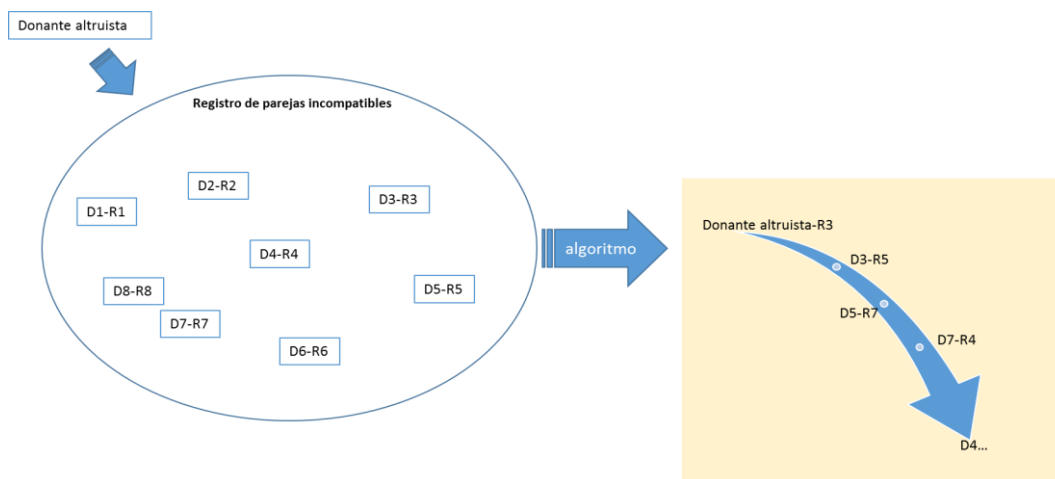 Donante altruista
Registro de parejas incompatibles
D2-R2
D3-R3
D1-R1
D4-R4
D8-R8
D5-R5
D7-R7
D6-R6
algoritmo
Donante altruista-R3
D3-R5
D5-R7
D7-R4
D4...